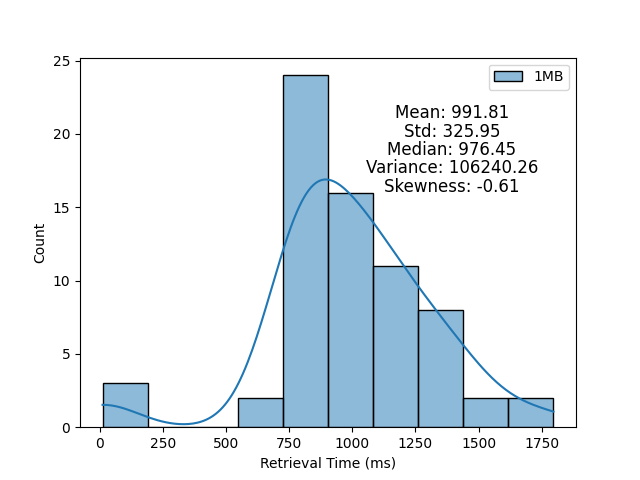 1MB
Mean: 991.81
Std: 325.95
Median: 976.45
Variance: 106240.26
Skewness: -0.61
25
20
15
10
5
0
Count
0 250 500 750 1000 1250 1500 1750
Retrieval Time (ms)